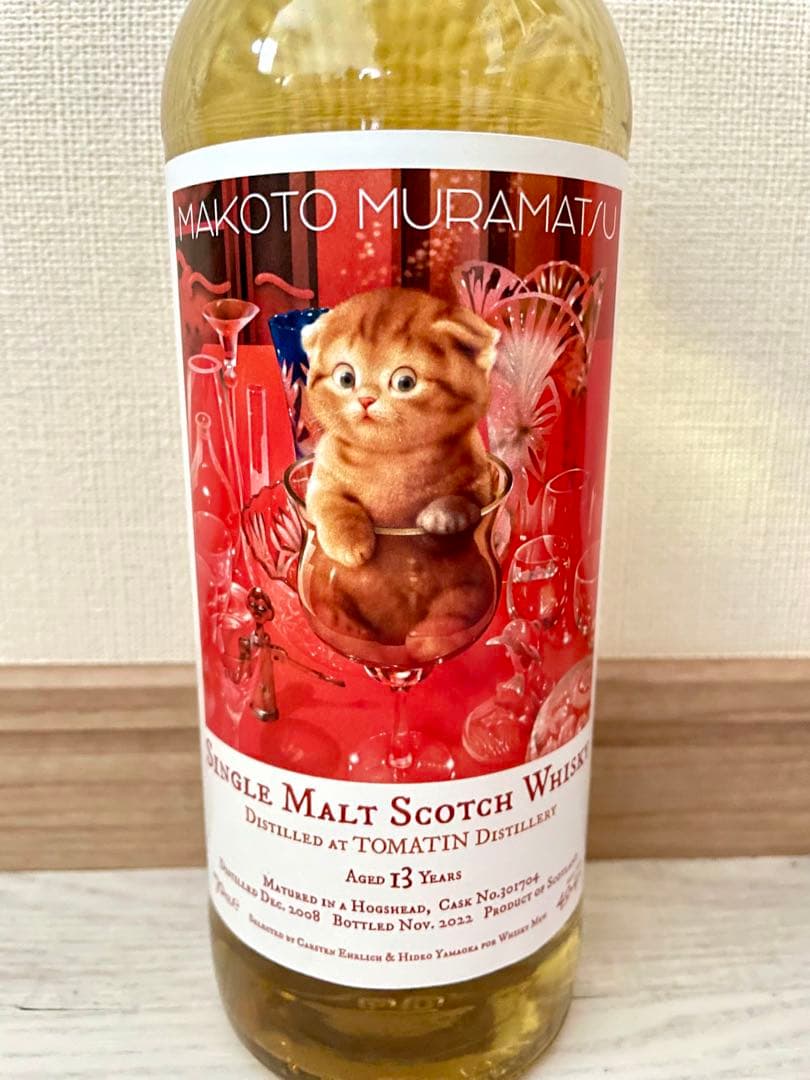 MAKOTO MURAMATSU
Single Malt Scotch Whisky
Distilled at TOMATIN Distillery
Aged 13 Years
Matured in a Hogshead, Cask No.301704
Distilled Dec. 2008 Bottled Nov. 2022 Product of Scotland
Selected by Carsten Ehrlich & Hideo Yamaoka for Whisky Mew